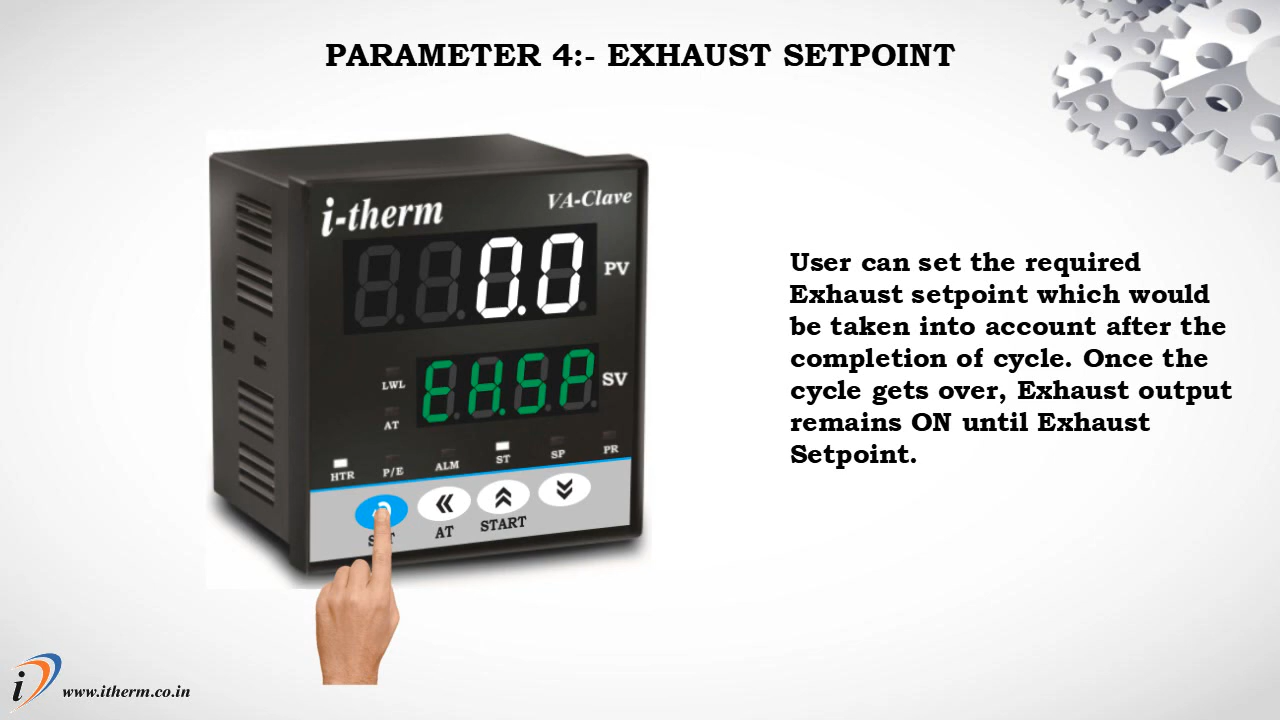 PARAMETER 4:- EXHAUST SETPOINT
i-therm
VA-Clave
0.0
PV
EH.SP
SV
LWL
AT
HTR P/E ALM ST SP PR
AT START
User can set the required
Exhaust setpoint which would
be taken into account after the
completion of cycle. Once the
cycle gets over, Exhaust output
remains ON until Exhaust
Setpoint.
i
www.itherm.co.in